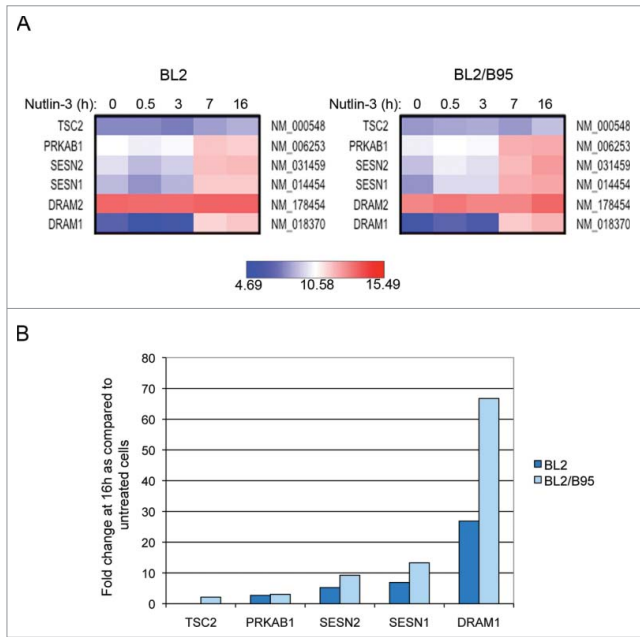 A
BL2 BL2/B95
Nutlin-3 (h): 0 0.5 3 7 16 Nutlin-3 (h): 0 0.5 3 7 16
TSC2 NM_000548 TSC2 NM_000548
PRKAB1 NM_006253 PRKAB1 NM_006253
SESN2 NM_031459 SESN2 NM_031459
SESN1 NM_014454 SESN1 NM_014454
DRAM2 NM_178454 DRAM2 NM_178454
DRAM1 NM_018370 DRAM1 NM_018370
4.69 10.58 15.49
B
Fold change at 16h as compared to
untreated cells
80
70
60
50
40
30
20
10
0
TSC2 PRKAB1 SESN2 SESN1 DRAM1
BL2
BL2/B95